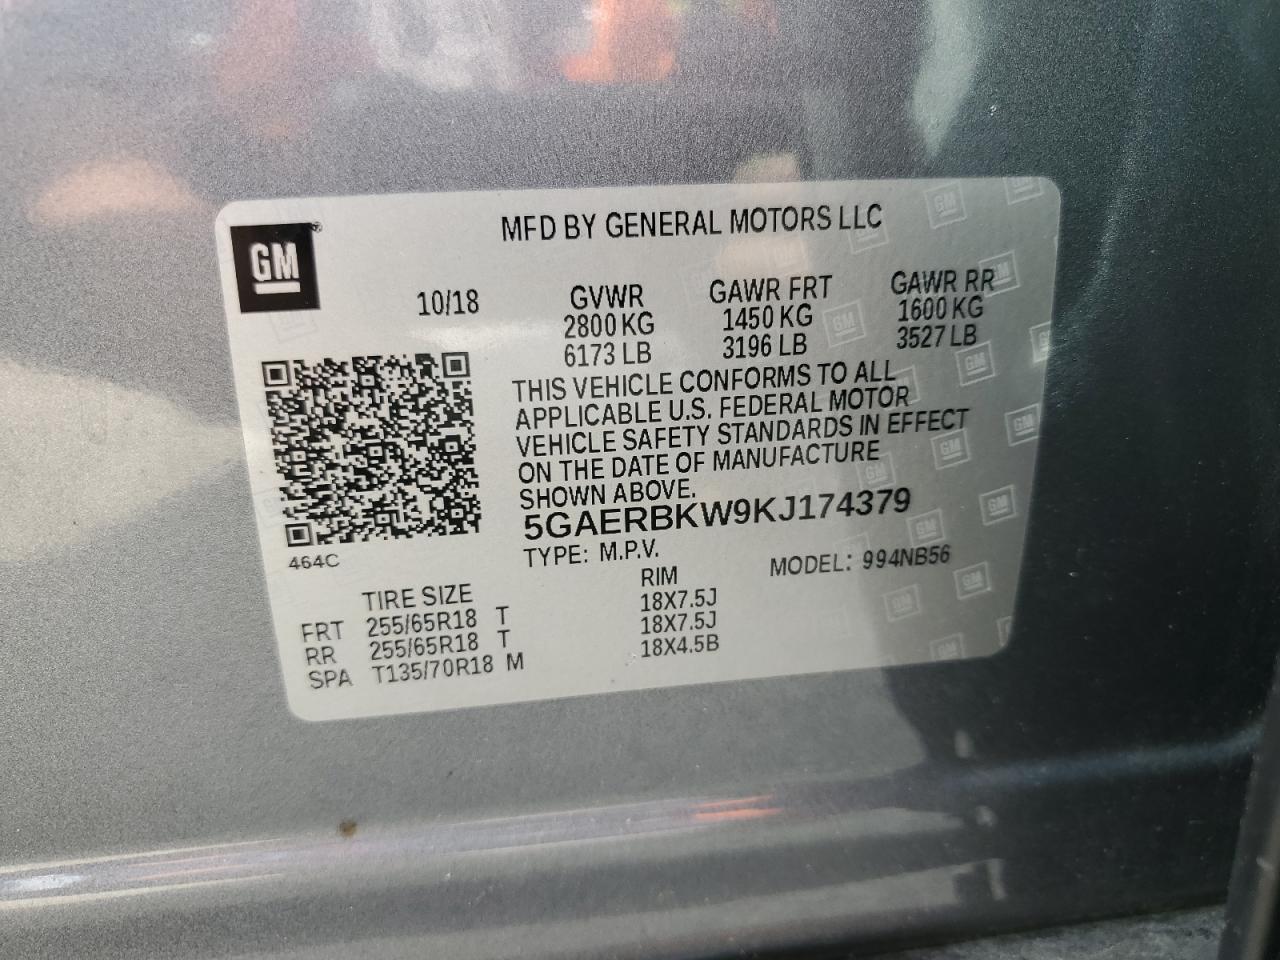 GM
MFD BY GENERAL MOTORS LLC
10/18
GVWR
2800 KG
6173 LB
GAWR FRT
1450 KG
3196 LB
GAWR RR
1600 KG
3527 LB
THIS VEHICLE CONFORMS TO ALL
APPLICABLE U.S. FEDERAL MOTOR
VEHICLE SAFETY STANDARDS IN EFFECT
ON THE DATE OF MANUFACTURE
SHOWN ABOVE.
5GAERBKW9KJ174379
464C
TYPE: M.P.V. MODEL: 994NB56
TIRE SIZE RIM
FRT 255/65R18 T 18X7.5J
RR 255/65R18 T 18X7.5J
SPA T135/70R18 M 18X4.5B